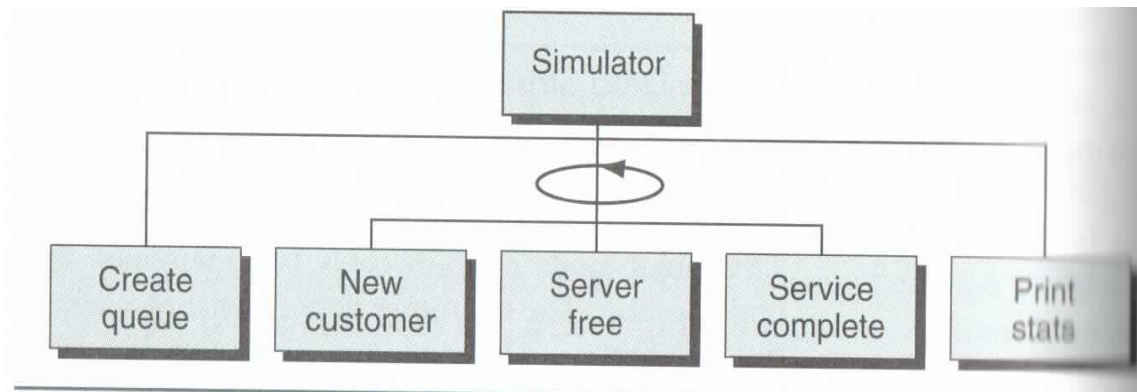 Simulator
Create
queue
New
customer
Server
free
Service
complete
Print
stats